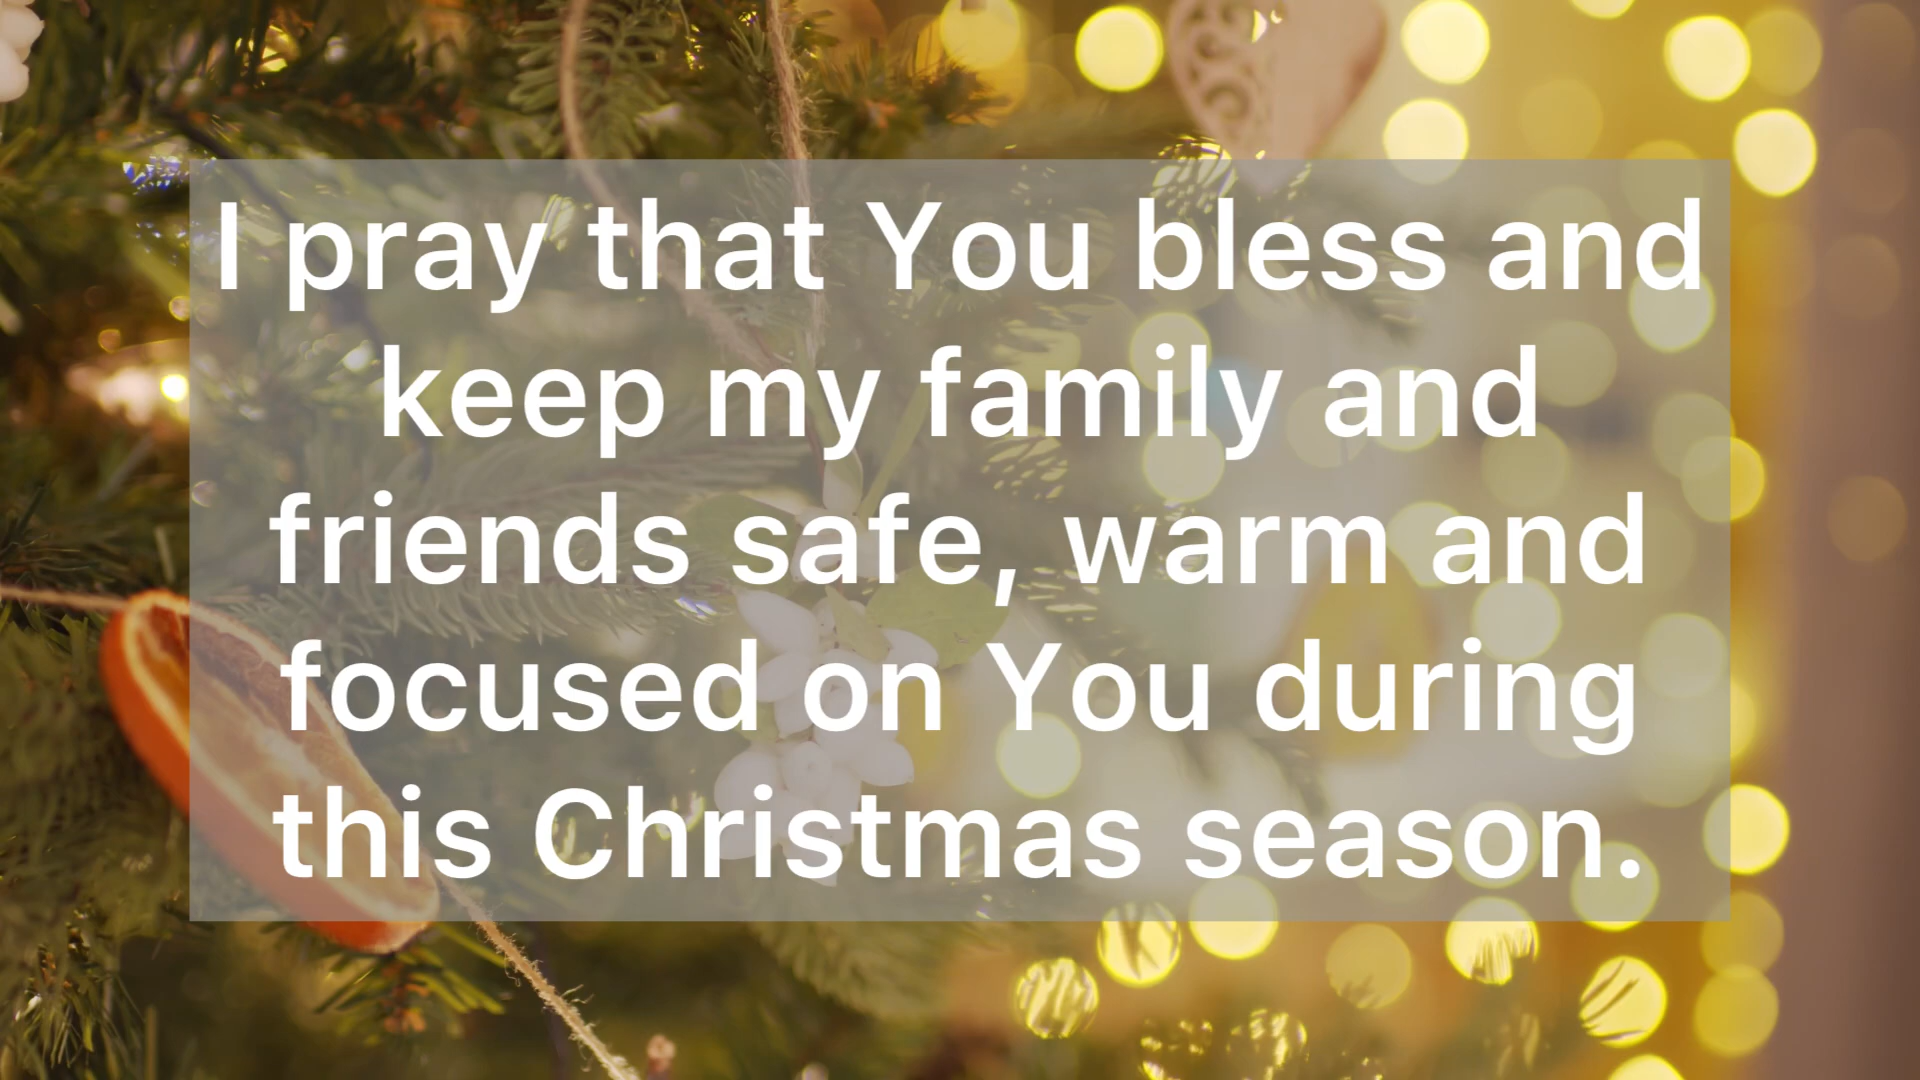 I pray that You bless and
keep my family and
friends safe, warm and
focused on You during
this Christmas season.